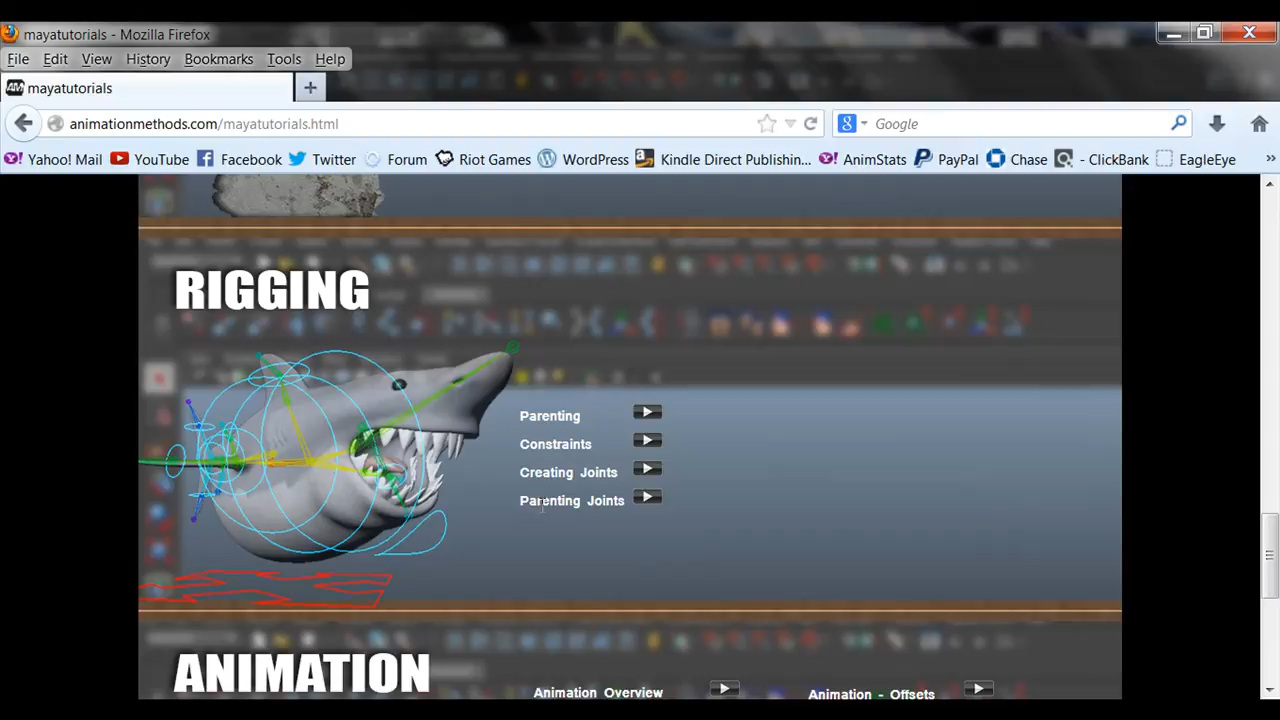 mayatutorials - Mozilla Firefox
File Edit View History Bookmarks Tools Help
mayatutorials
animationmethods.com/mayatutorials.html Google
Yahoo! Mail YouTube Facebook Twitter Forum Riot Games WordPress Kindle Direct Publishin... AnimStats PayPal Chase - ClickBank EagleEye
RIGGING
Parenting
Constraints
Creating Joints
Parenting Joints
ANIMATION
Animation Overview Animation - Offsets